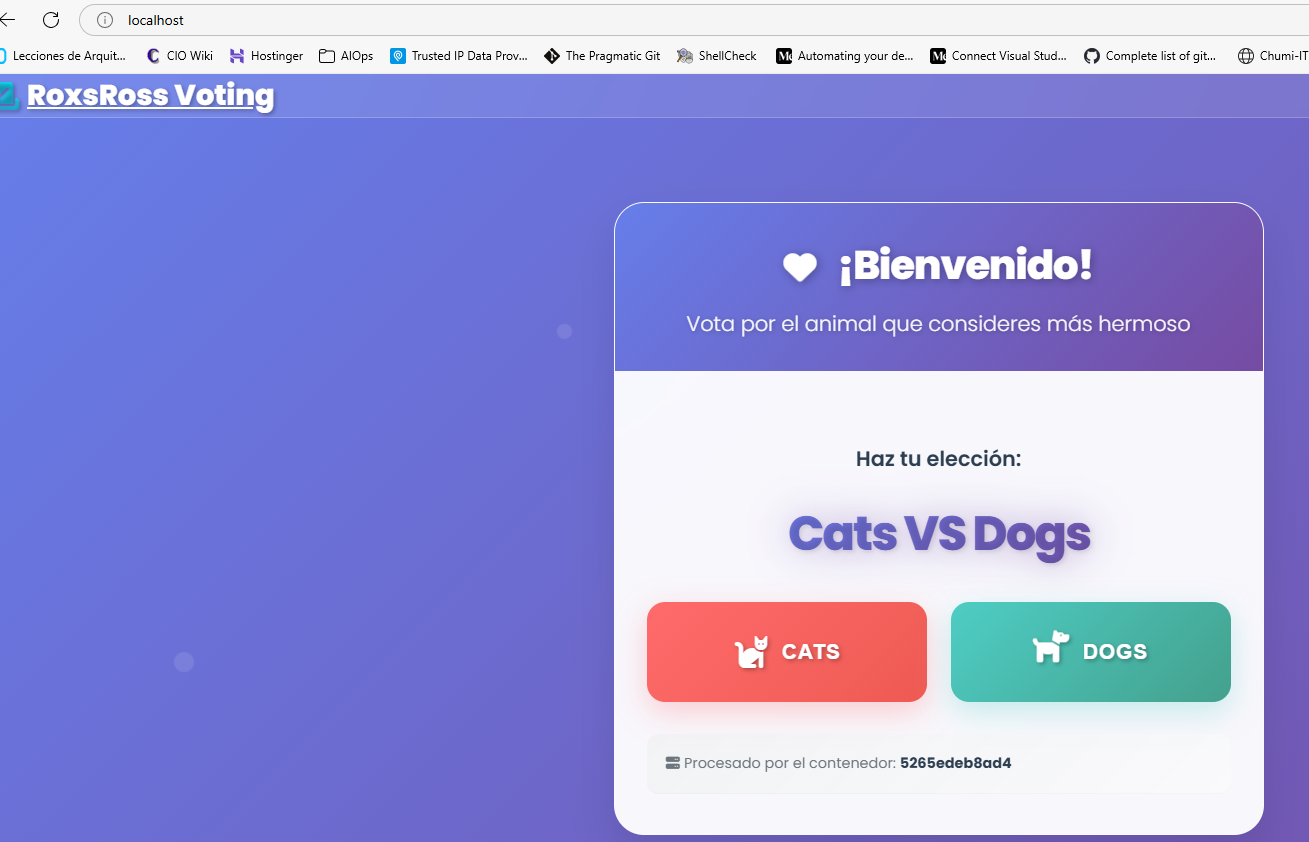 localhost
Lecciones de Arquit... CIO Wiki Hostinger AIOps Trusted IP Data Prov... The Pragmatic Git ShellCheck Automating your de... Connect Visual Stud... Complete list of git... Chumi-IT
RoxsRoss Voting
¡Bienvenido!
Vota por el animal que consideres más hermoso
Haz tu elección:
Cats VS Dogs
CATS DOGS
Procesado por el contenedor: 5265edeb8ad4